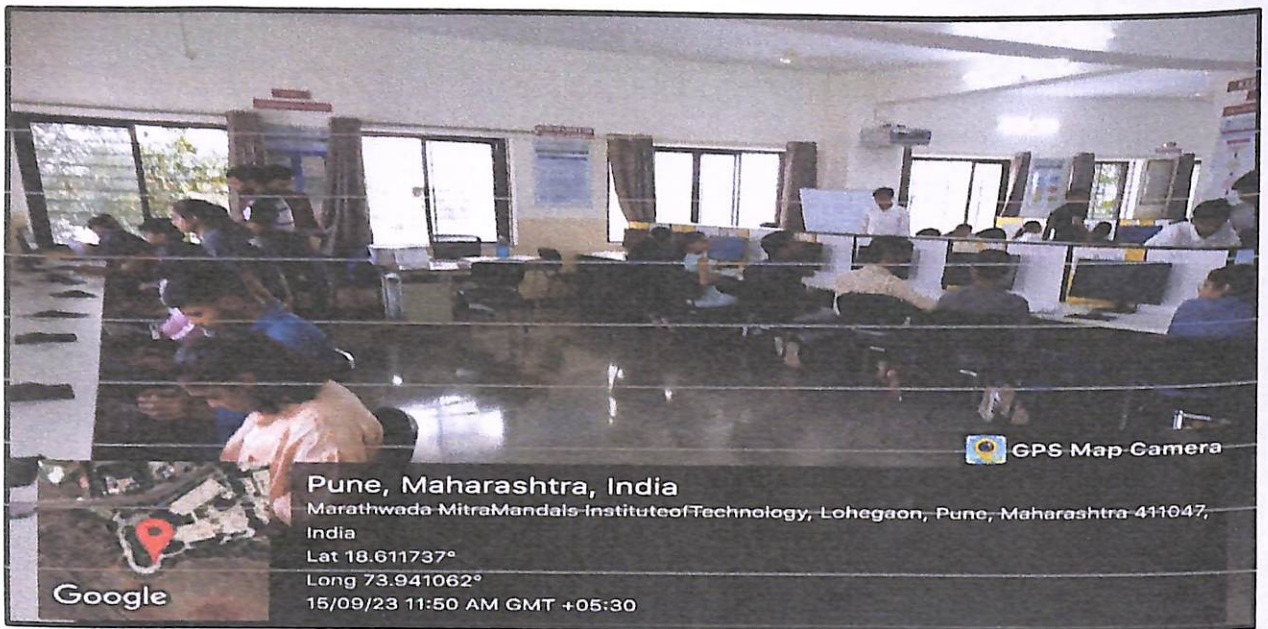 GPS Map Camera
Pune, Maharashtra, India
Marathwada MitraMandals InstituteofTechnology, Lohegaon, Pune, Maharashtra 411047,
India
Lat 18.611737°
Long 73.941062°
15/09/23 11:50 AM GMT +05:30
Google